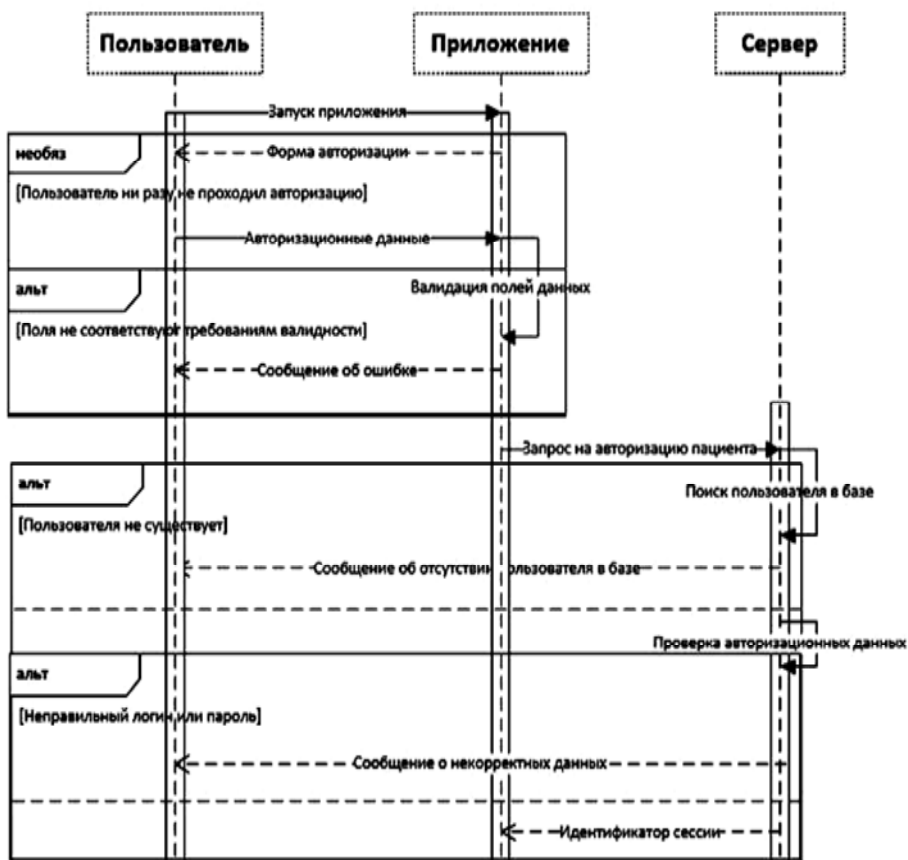 Пользователь
Приложение
Сервер
Запуск приложения
необяз
Форма авторизации
[Пользователь ни разу не проходил авторизацию]
Авторизационные данные
альт
Валидация полей данных
[Поля не соответствуют требованиям валидности]
Сообщение об ошибке
Запрос на авторизацию пациента
альт
Поиск пользователя в базе
[Пользователя не существует]
Сообщение об отсутствии пользователя в базе
Проверка авторизационных данных
альт
[Неправильный логин или пароль]
Сообщение о некорректных данных
Идентификатор сессии